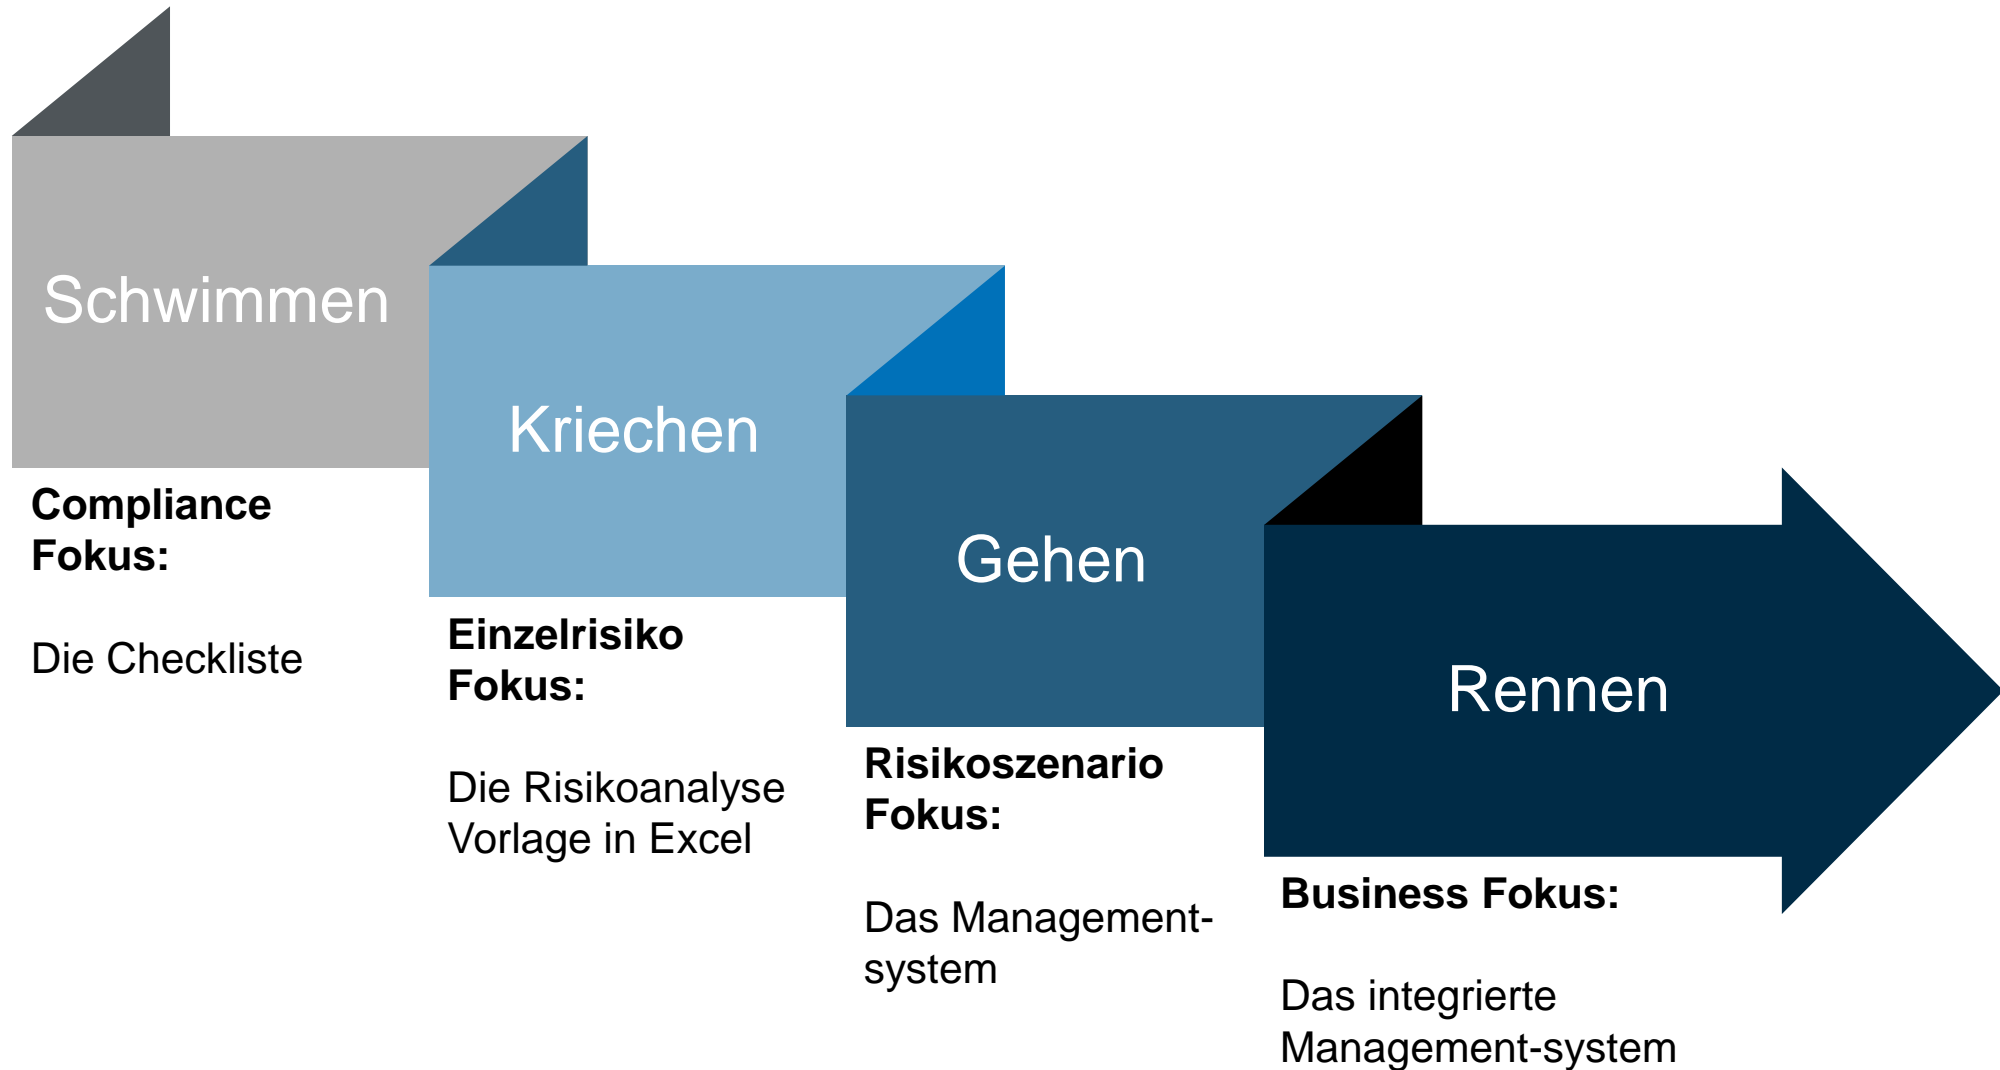 Schwimmen
Compliance
Fokus:
Die Checkliste
Kriechen
Einzelrisiko
Fokus:
Die Risikoanalyse
Vorlage in Excel
Gehen
Risikoszenario
Fokus:
Das Management-
system
Rennen
Business Fokus:
Das integrierte
Management-system